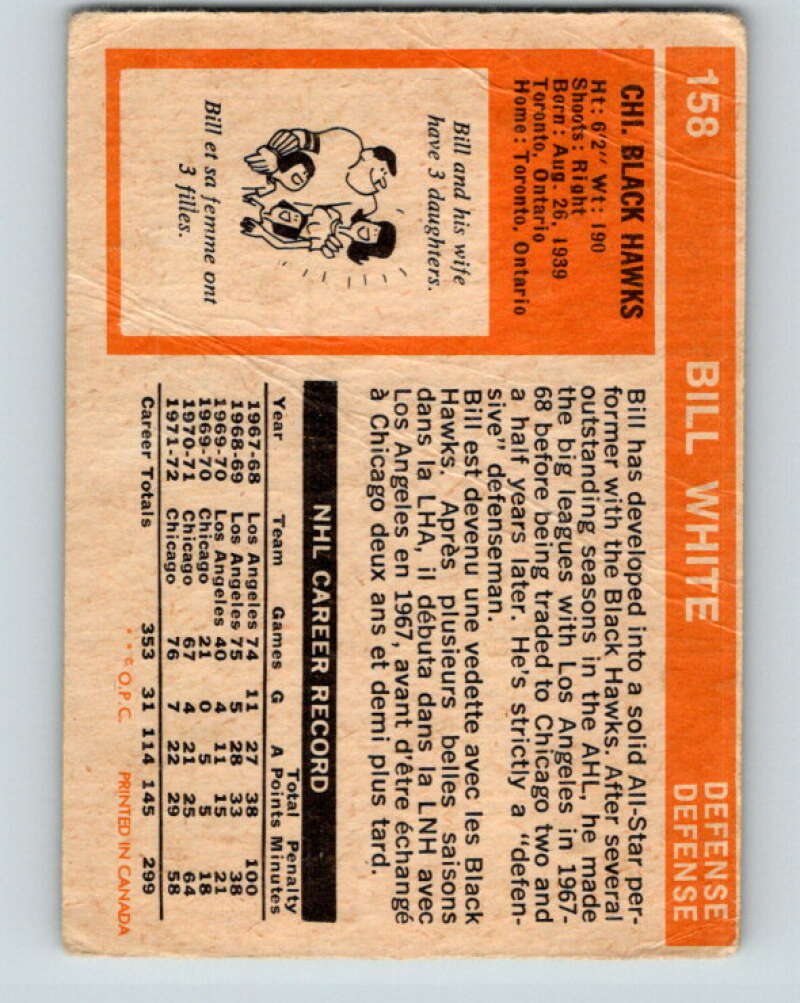 158 BILL WHITE DEFENSE
DEFENSE
CHI. BLACK HAWKS
Ht: 6'2" Wt: 190
Shoots: Right
Born: Aug. 26, 1939
Toronto, Ontario
Home: Toronto, Ontario
Bill and his wife
have 3 daughters.
Bill et sa femme ont
3 filles.
Bill has developed into a solid All-Star per-
former with the Black Hawks. After several
outstanding seasons in the AHL, he made
the big leagues with Los Angeles in 1967-
68 before being traded to Chicago two and
a half years later. He's strictly a "defen-
sive" defenseman.
Bill est devenu une vedette avec les Black
Hawks. Après plusieurs belles saisons
dans la LHA, il débuta dans la LNH avec
Los Angeles en 1967, avant d'être échangé
à Chicago deux ans et demi plus tard.
NHL CAREER RECORD
Total Penalty
Year Team Games G A Points Minutes
1967-68 Los Angeles 74 11 27 38 100
1968-69 Los Angeles 75 5 28 33 38
1969-70 Los Angeles 40 4 11 15 21
1969-70 Chicago 21 0 5 5 18
1970-71 Chicago 67 4 21 25 64
1971-72 Chicago 76 7 22 29 58
Career Totals 353 31 114 145 299
**© O.P.C. PRINTED IN CANADA